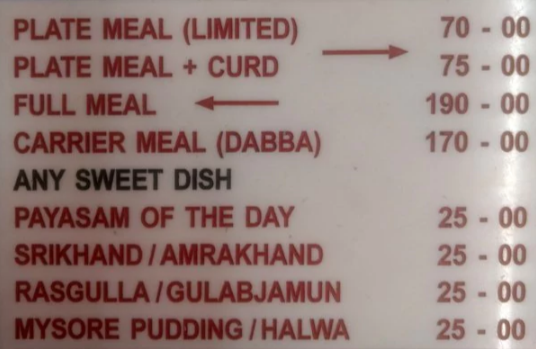 PLATE MEAL (LIMITED) 70 - 00
PLATE MEAL + CURD 75 - 00
FULL MEAL 190 - 00
CARRIER MEAL (DABBA) 170 - 00
ANY SWEET DISH
PAYASAM OF THE DAY 25 - 00
SRIKHAND / AMRAKHAND 25 - 00
RASGULLA / GULABJAMUN 25 - 00
MYSORE PUDDING / HALWA 25 - 00